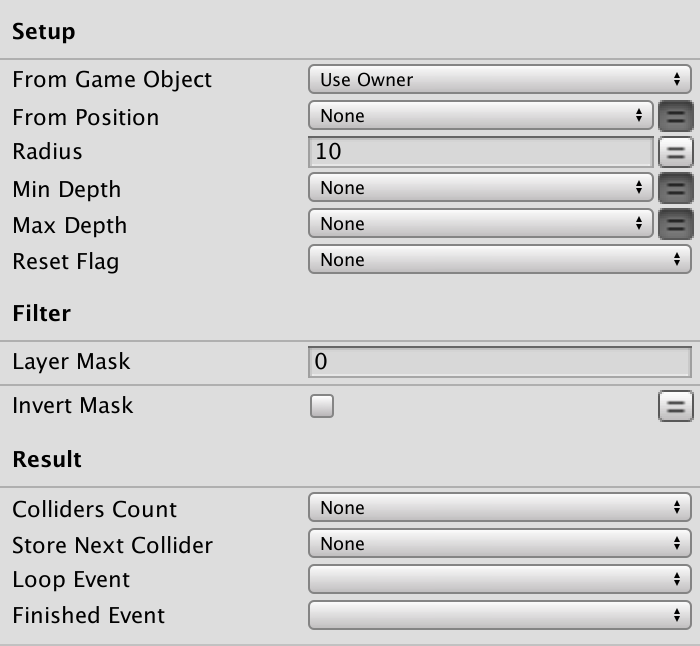 Setup
From Game Object Use Owner
From Position None
Radius 10
Min Depth None
Max Depth None
Reset Flag None
Filter
Layer Mask 0
Invert Mask
Result
Colliders Count None
Store Next Collider None
Loop Event
Finished Event